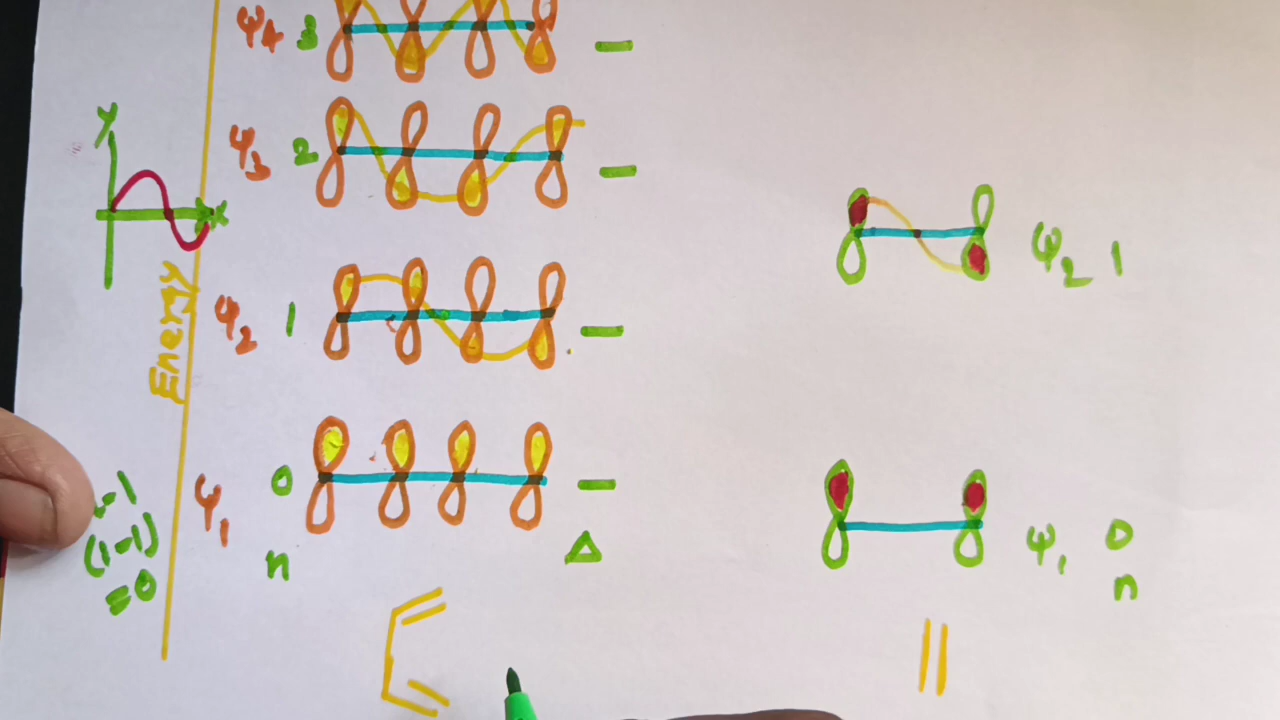 ψ4 3 —
Y
ψ3 2 —
X
ψ2 1 —
Energy
ψ1 0 —
n Δ
-1
(1-1)
=0
ψ2 1
ψ1 0
n